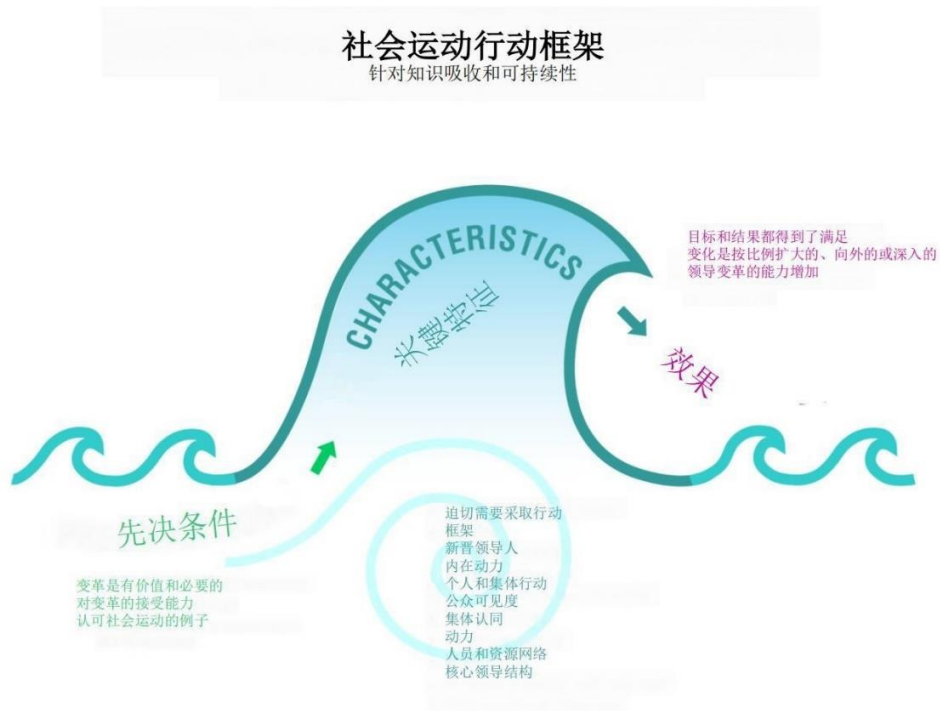 社会运动行动框架
针对知识吸收和可持续性
CHARACTERISTICS
关键特征
目标和结果都得到了满足
变化是按比例扩大的、向外的或深入的
领导变革的能力增加
效果
先决条件
变革是有价值和必要的
对变革的接受能力
认可社会运动的例子
迫切需要采取行动
框架
新晋领导人
内在动力
个人和集体行动
公众可见度
集体认同
动力
人员和资源网络
核心领导结构